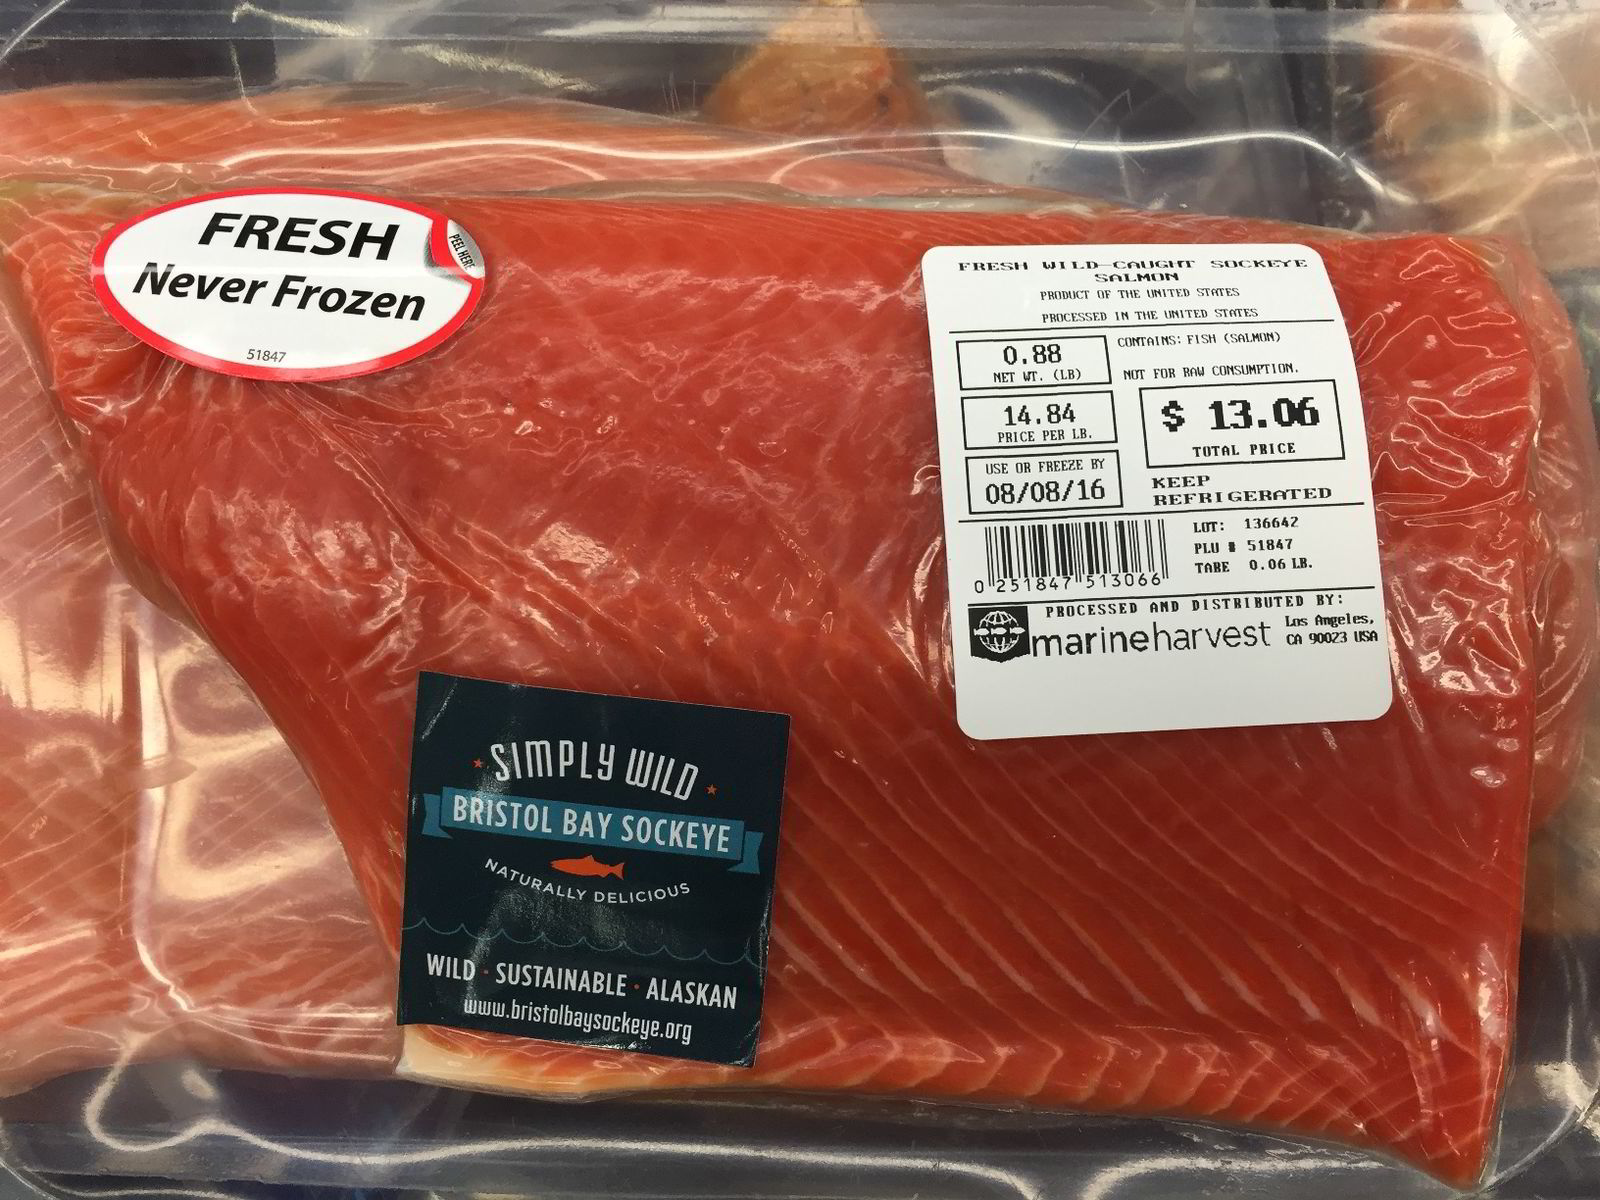 FRESH
Never Frozen
PEEL HERE
51847
FRESH WILD-CAUGHT SOCKEYE
SALMON
PRODUCT OF THE UNITED STATES
PROCESSED IN THE UNITED STATES
0.88
NET WT. (LB)
CONTAINS: FISH (SALMON)
NOT FOR RAW CONSUMPTION.
14.84
PRICE PER LB.
$ 13.06
TOTAL PRICE
USE OR FREEZE BY
08/08/16
KEEP
REFRIGERATED
0 251847 513066
LOT: 136642
PLU # 51847
TARE 0.06 LB.
PROCESSED AND DISTRIBUTED BY:
marineharvest
Los Angeles,
CA 90023 USA
SIMPLY WILD
BRISTOL BAY SOCKEYE
NATURALLY DELICIOUS
WILD · SUSTAINABLE · ALASKAN
www.bristolbaysockeye.org